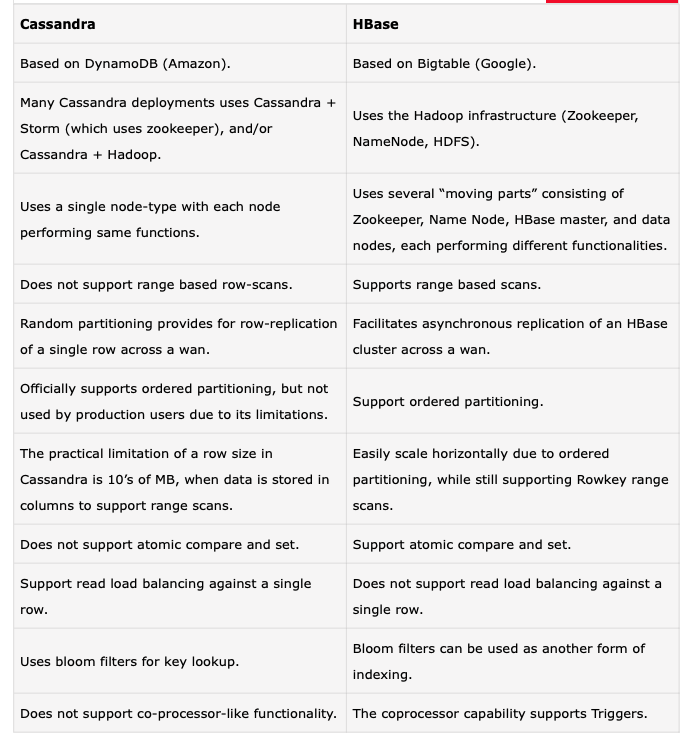 Cassandra
HBase
Based on DynamoDB (Amazon).
Based on Bigtable (Google).
Many Cassandra deployments uses Cassandra +
Storm (which uses zookeeper), and/or
Cassandra + Hadoop.
Uses the Hadoop infrastructure (Zookeeper,
NameNode, HDFS).
Uses a single node-type with each node
performing same functions.
Uses several “moving parts” consisting of
Zookeeper, Name Node, HBase master, and data
nodes, each performing different functionalities.
Does not support range based row-scans.
Supports range based scans.
Random partitioning provides for row-replication
of a single row across a wan.
Facilitates asynchronous replication of an HBase
cluster across a wan.
Officially supports ordered partitioning, but not
used by production users due to its limitations.
Support ordered partitioning.
The practical limitation of a row size in
Cassandra is 10’s of MB, when data is stored in
columns to support range scans.
Easily scale horizontally due to ordered
partitioning, while still supporting Rowkey range
scans.
Does not support atomic compare and set.
Support atomic compare and set.
Support read load balancing against a single
row.
Does not support read load balancing against a
single row.
Uses bloom filters for key lookup.
Bloom filters can be used as another form of
indexing.
Does not support co-processor-like functionality.
The coprocessor capability supports Triggers.